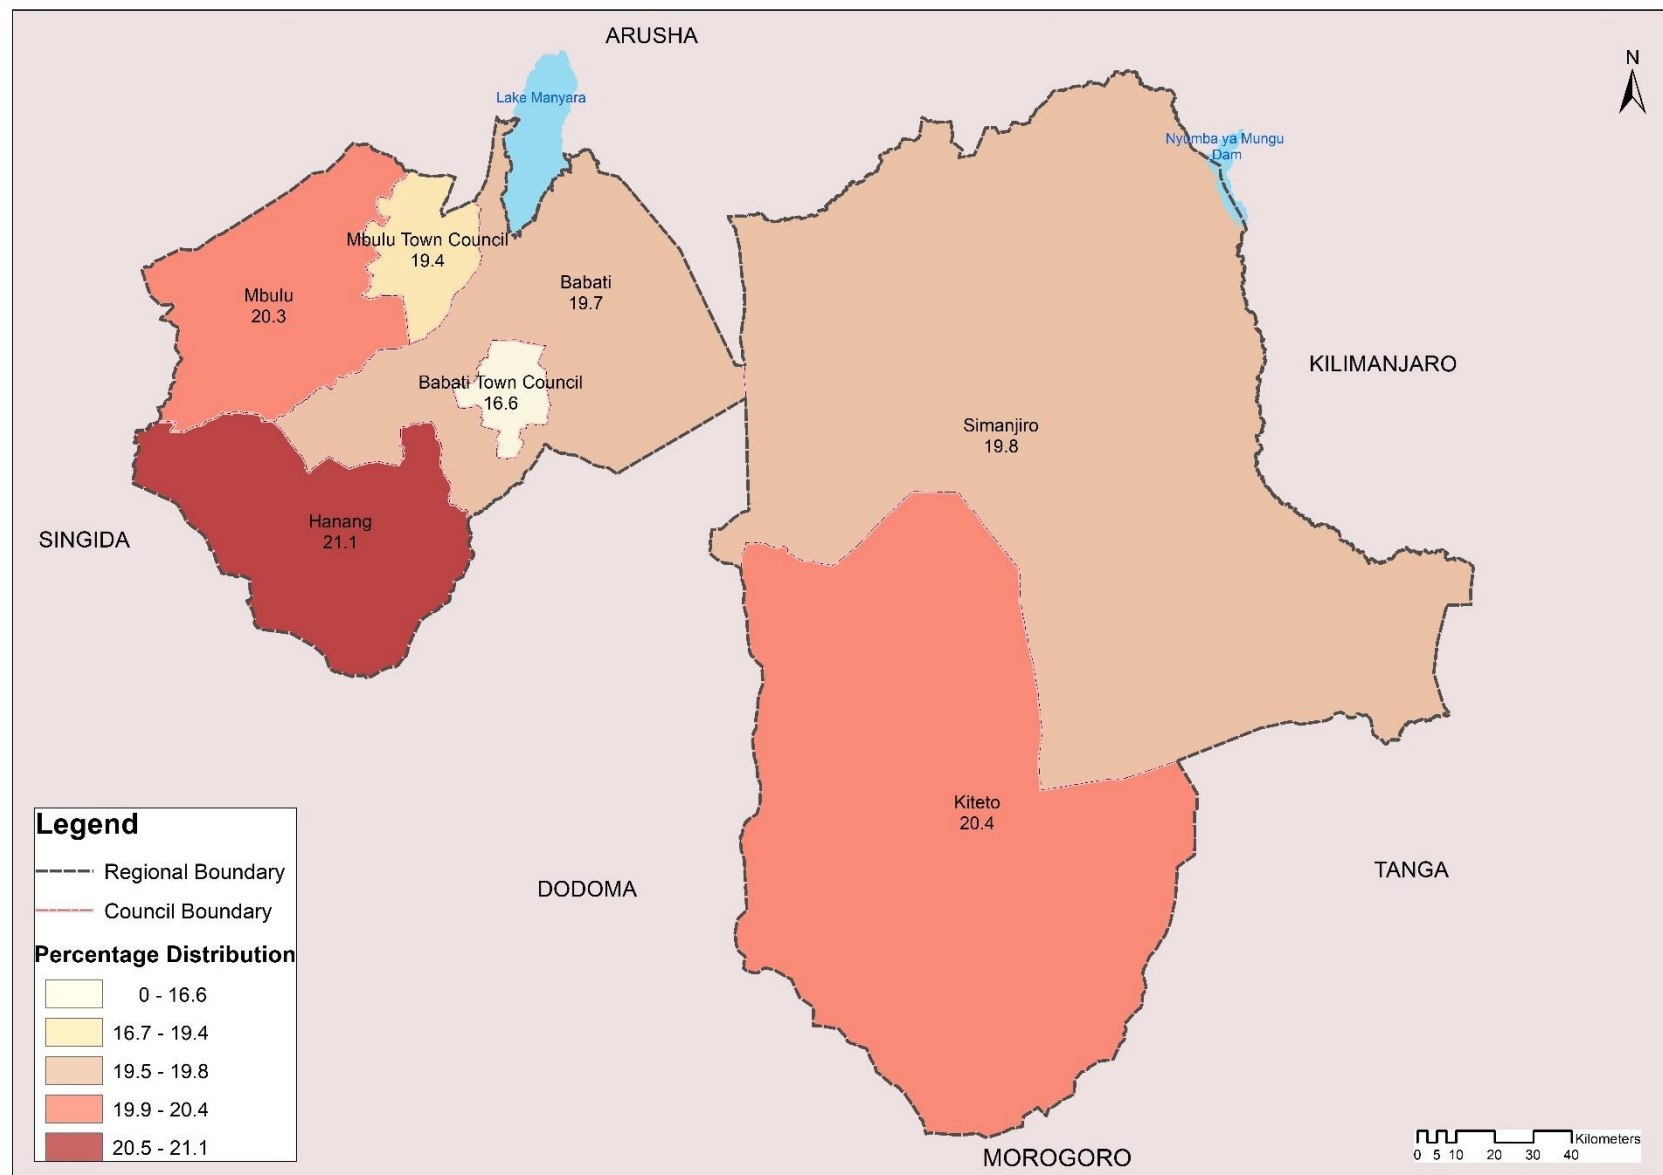 ARUSHA
N
Lake Manyara
Nyumba ya Mungu
Dam
Mbulu Town Council
19.4
Babati
19.7
Mbulu
20.3
KILIMANJARO
Babati Town Council
16.6
Simanjiro
19.8
Hanang
21.1
SINGIDA
Kiteto
20.4
TANGA
DODOMA
MOROGORO
Legend
Regional Boundary
Council Boundary
Percentage Distribution
0 - 16.6
16.7 - 19.4
19.5 - 19.8
19.9 - 20.4
20.5 - 21.1
Kilometers
0 5 10 20 30 40